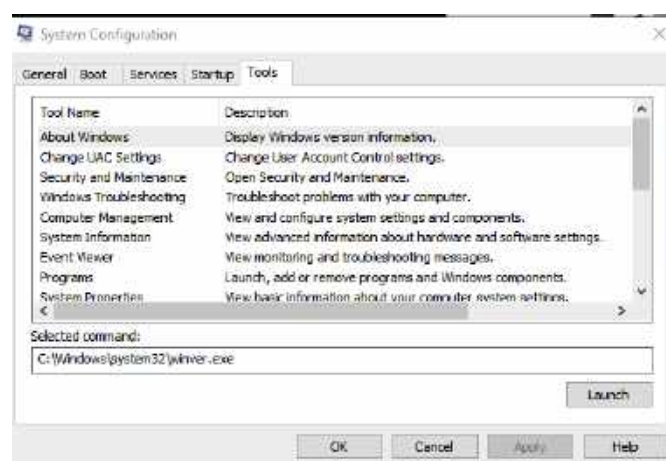 System Configuration
General Boot Services Startup Tools
Tool Name Description
About Windows Display Windows version information.
Change UAC Settings Change User Account Control settings.
Security and Maintenance Open Security and Maintenance.
Windows Troubleshooting Troubleshoot problems with your computer.
Computer Management View and configure system settings and components.
System Information View advanced information about hardware and software settings.
Event Viewer View monitoring and troubleshooting messages.
Programs Launch, add or remove programs and Windows components.
System Properties View basic information about your computer system settings.
Selected command:
C:\Windows\system32\winver.exe
Launch
OK Cancel Apply Help